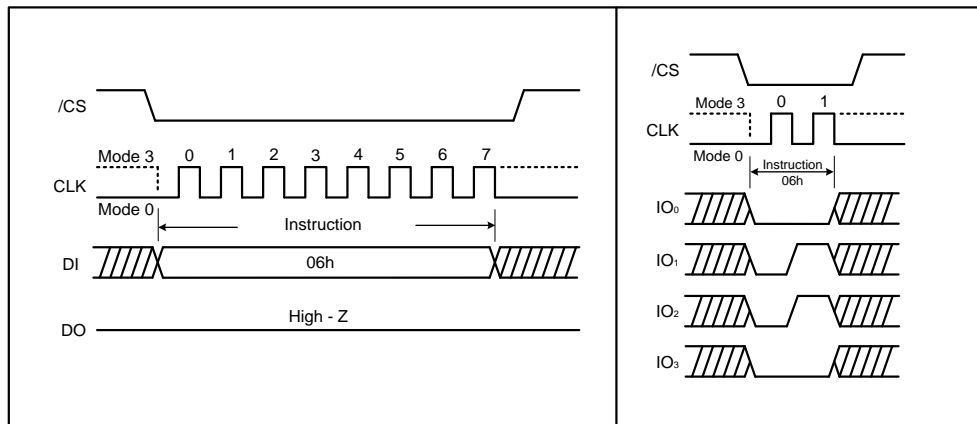 /CS
Mode 3
0 1 2 3 4 5 6 7
CLK
Mode 0
Instruction
DI
06h
High - Z
DO
/CS
Mode 3
0 1
CLK
Mode 0
Instruction
06h
IO₀
IO₁
IO₂
IO₃